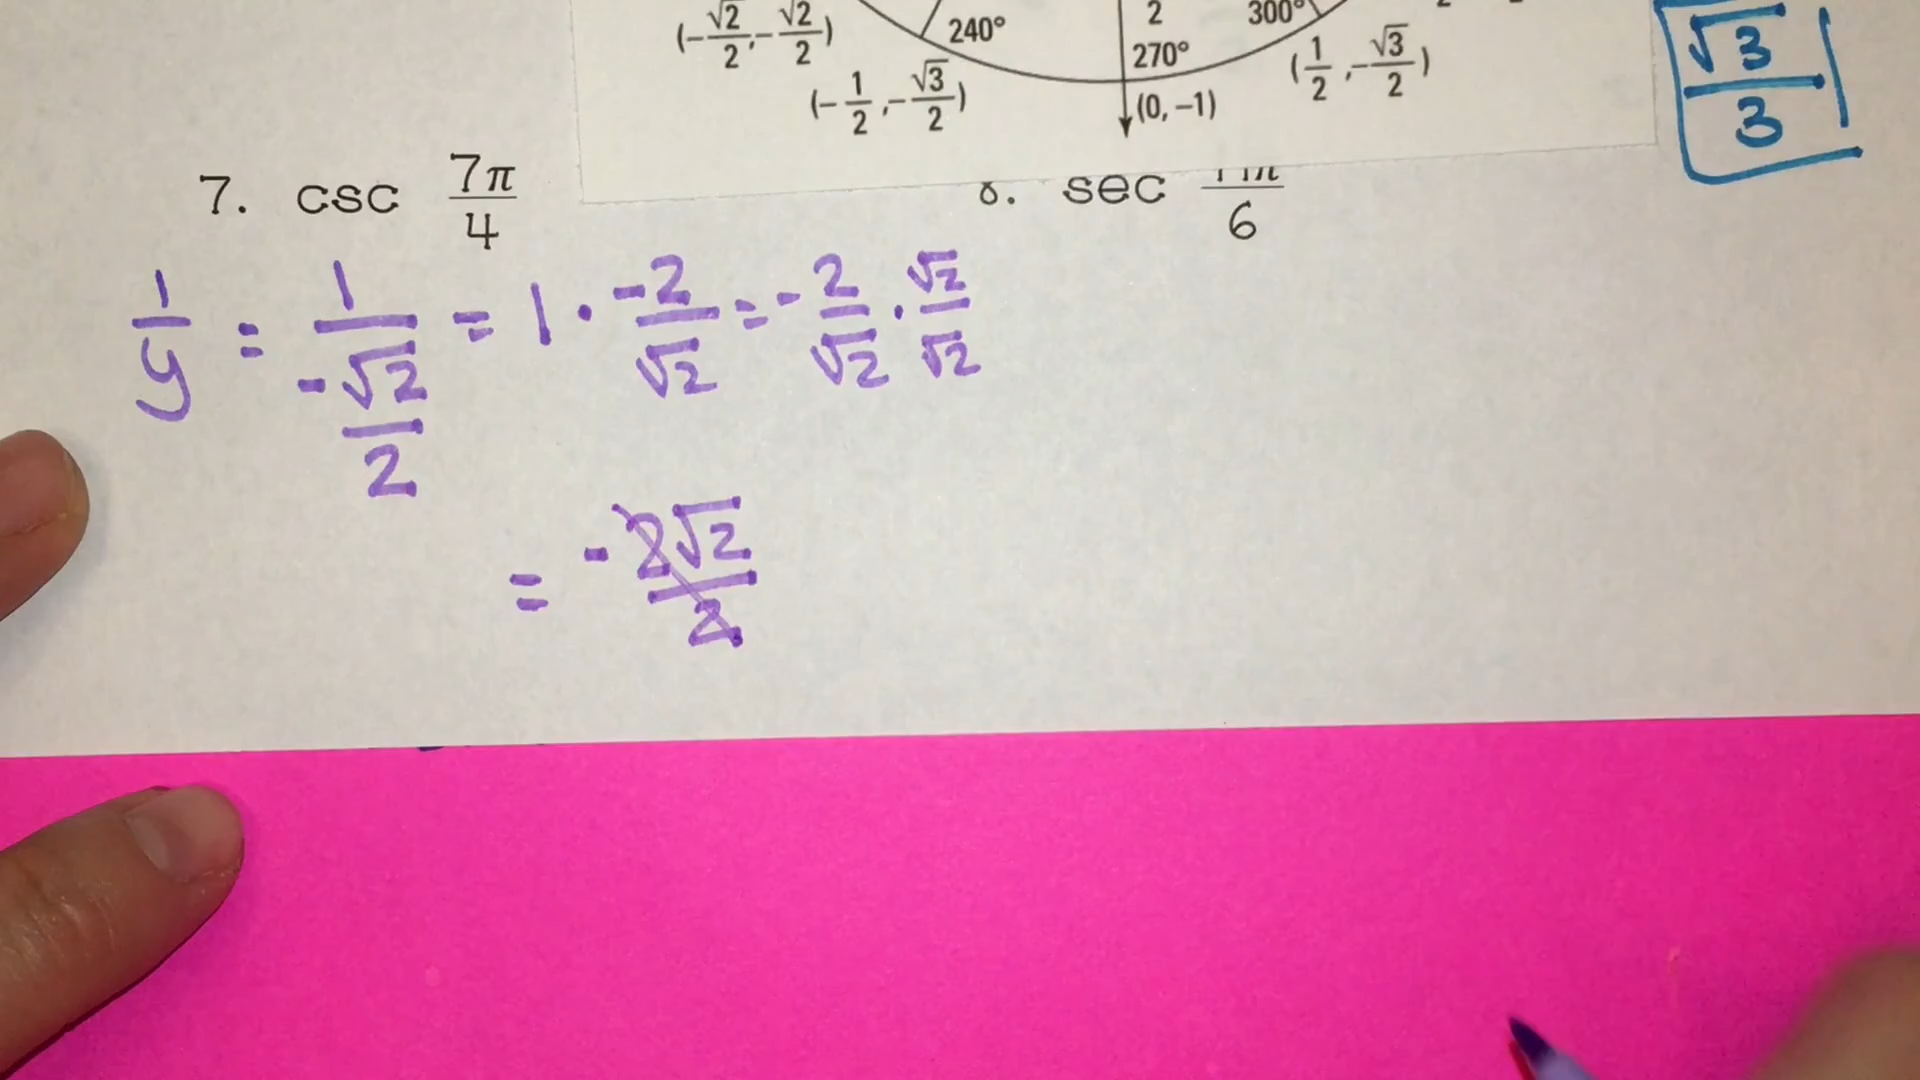 (-√2/2, -√2/2) 240° 2 300°
270°
(-1/2, -√3/2) (0, -1) (1/2, -√3/2)
√3/3
7. csc 7π/4
sec π/6
1/y = 1/(-√2/2) = 1 · -2/√2 = -2/√2 · √2/√2
= -2√2/2